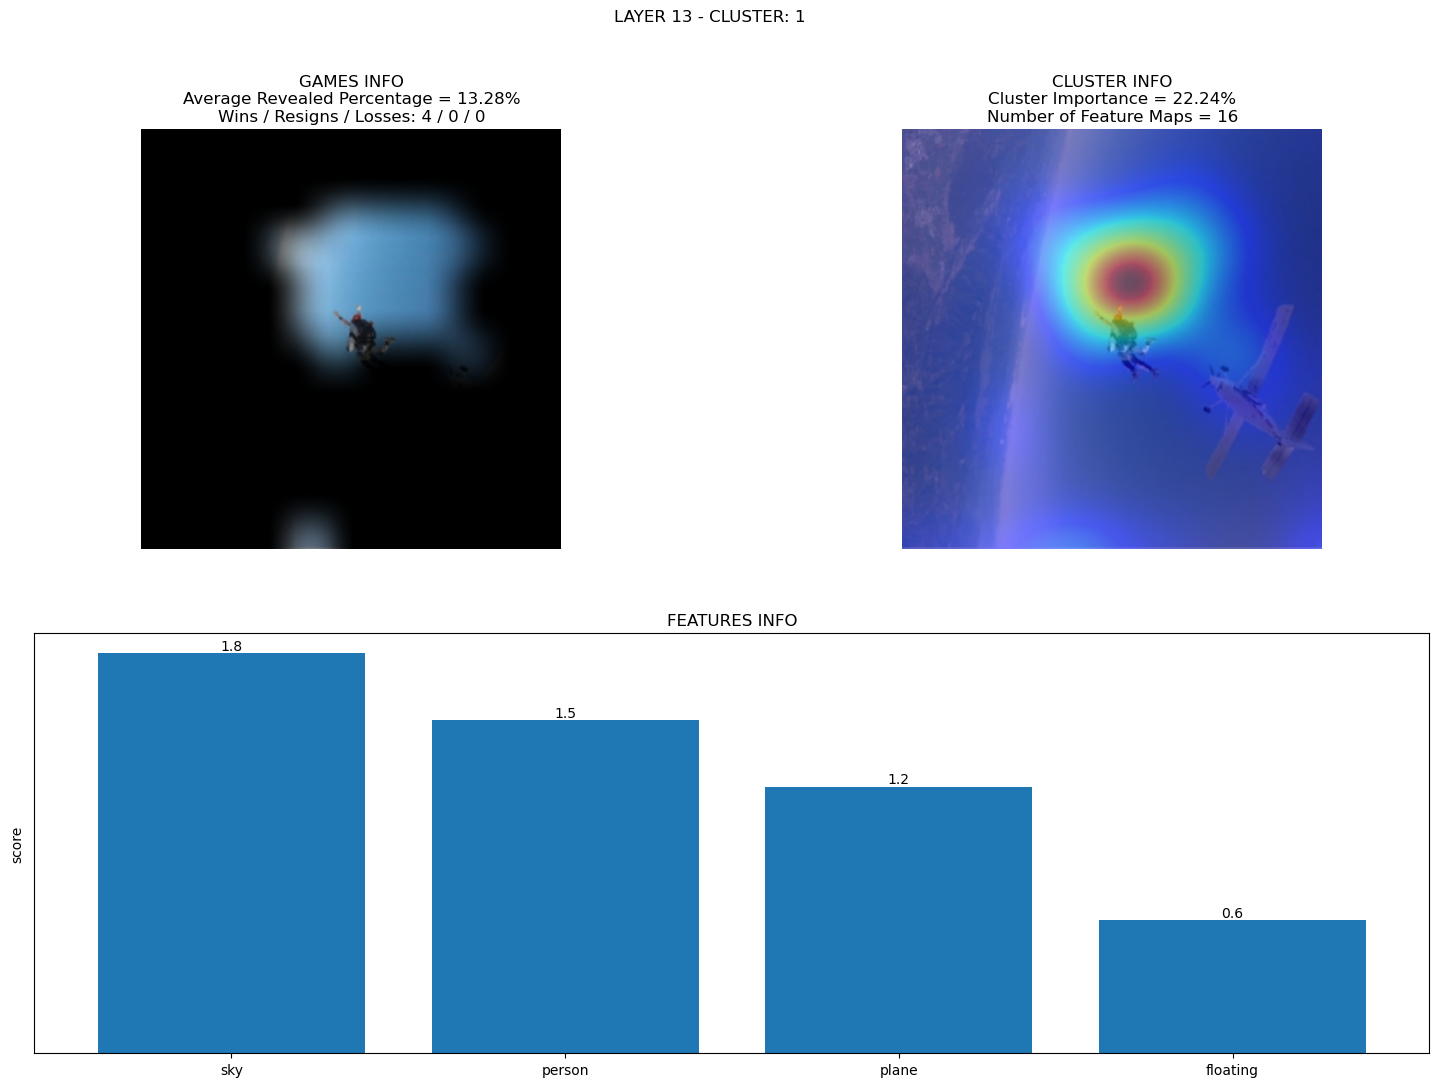 LAYER 13 - CLUSTER: 1
GAMES INFO
Average Revealed Percentage = 13.28%
Wins / Resigns / Losses: 4 / 0 / 0
CLUSTER INFO
Cluster Importance = 22.24%
Number of Feature Maps = 16
FEATURES INFO
score
1.8
1.5
1.2
0.6
sky
person
plane
floating